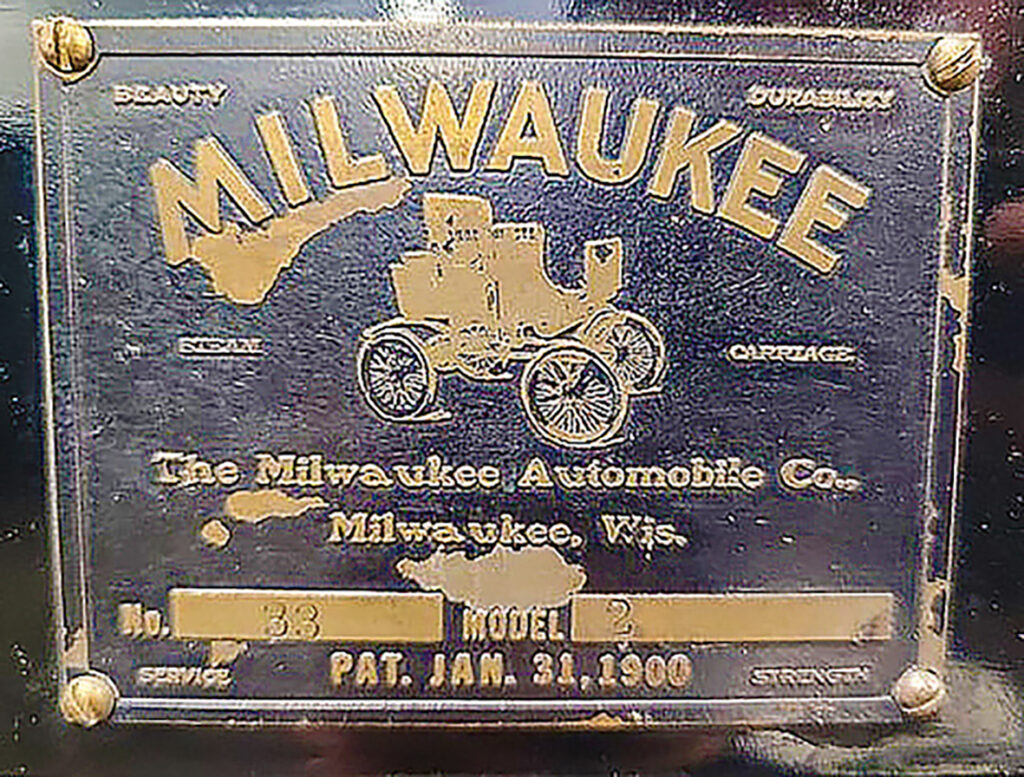 BEAUTY DURABILITY
MILWAUKEE
STEAM CARRIAGE
The Milwaukee Automobile Co.,
Milwaukee, Wis.
No. 33 MODEL 2
SERVICE PAT. JAN. 31, 1900 STRENGTH